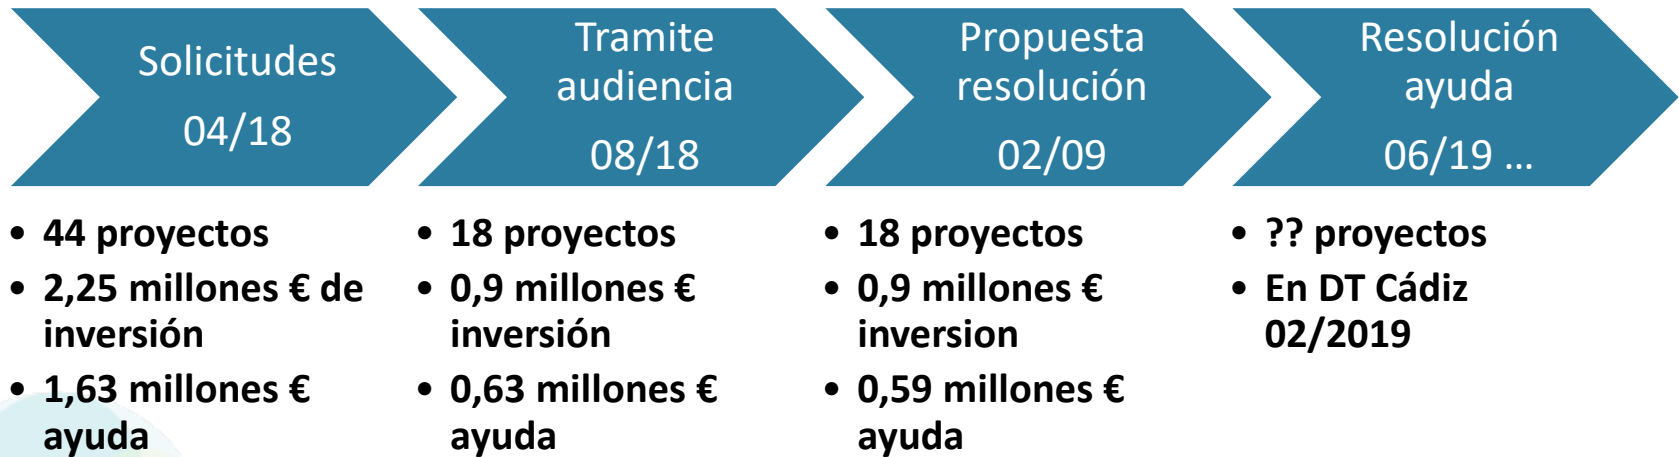 Solicitudes
04/18
Tramite
audiencia
08/18
Propuesta
resolución
02/09
Resolución
ayuda
06/19 ...
• 44 proyectos
• 2,25 millones € de
inversión
• 1,63 millones €
ayuda
• 18 proyectos
• 0,9 millones €
inversión
• 0,63 millones €
ayuda
• 18 proyectos
• 0,9 millones €
inversion
• 0,59 millones €
ayuda
• ?? proyectos
• En DT Cádiz
02/2019